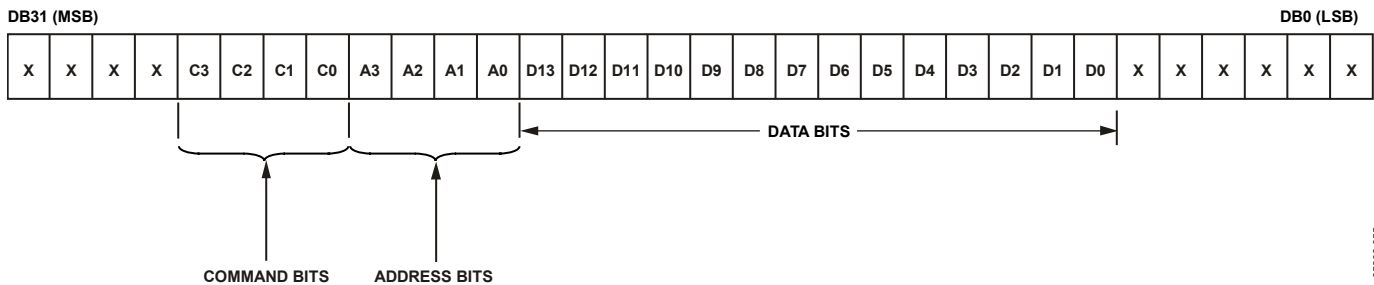 DB31 (MSB) DB0 (LSB)
X X X X C3 C2 C1 C0 A3 A2 A1 A0 D13 D12 D11 D10 D9 D8 D7 D6 D5 D4 D3 D2 D1 D0 X X X X X X
DATA BITS
COMMAND BITS ADDRESS BITS